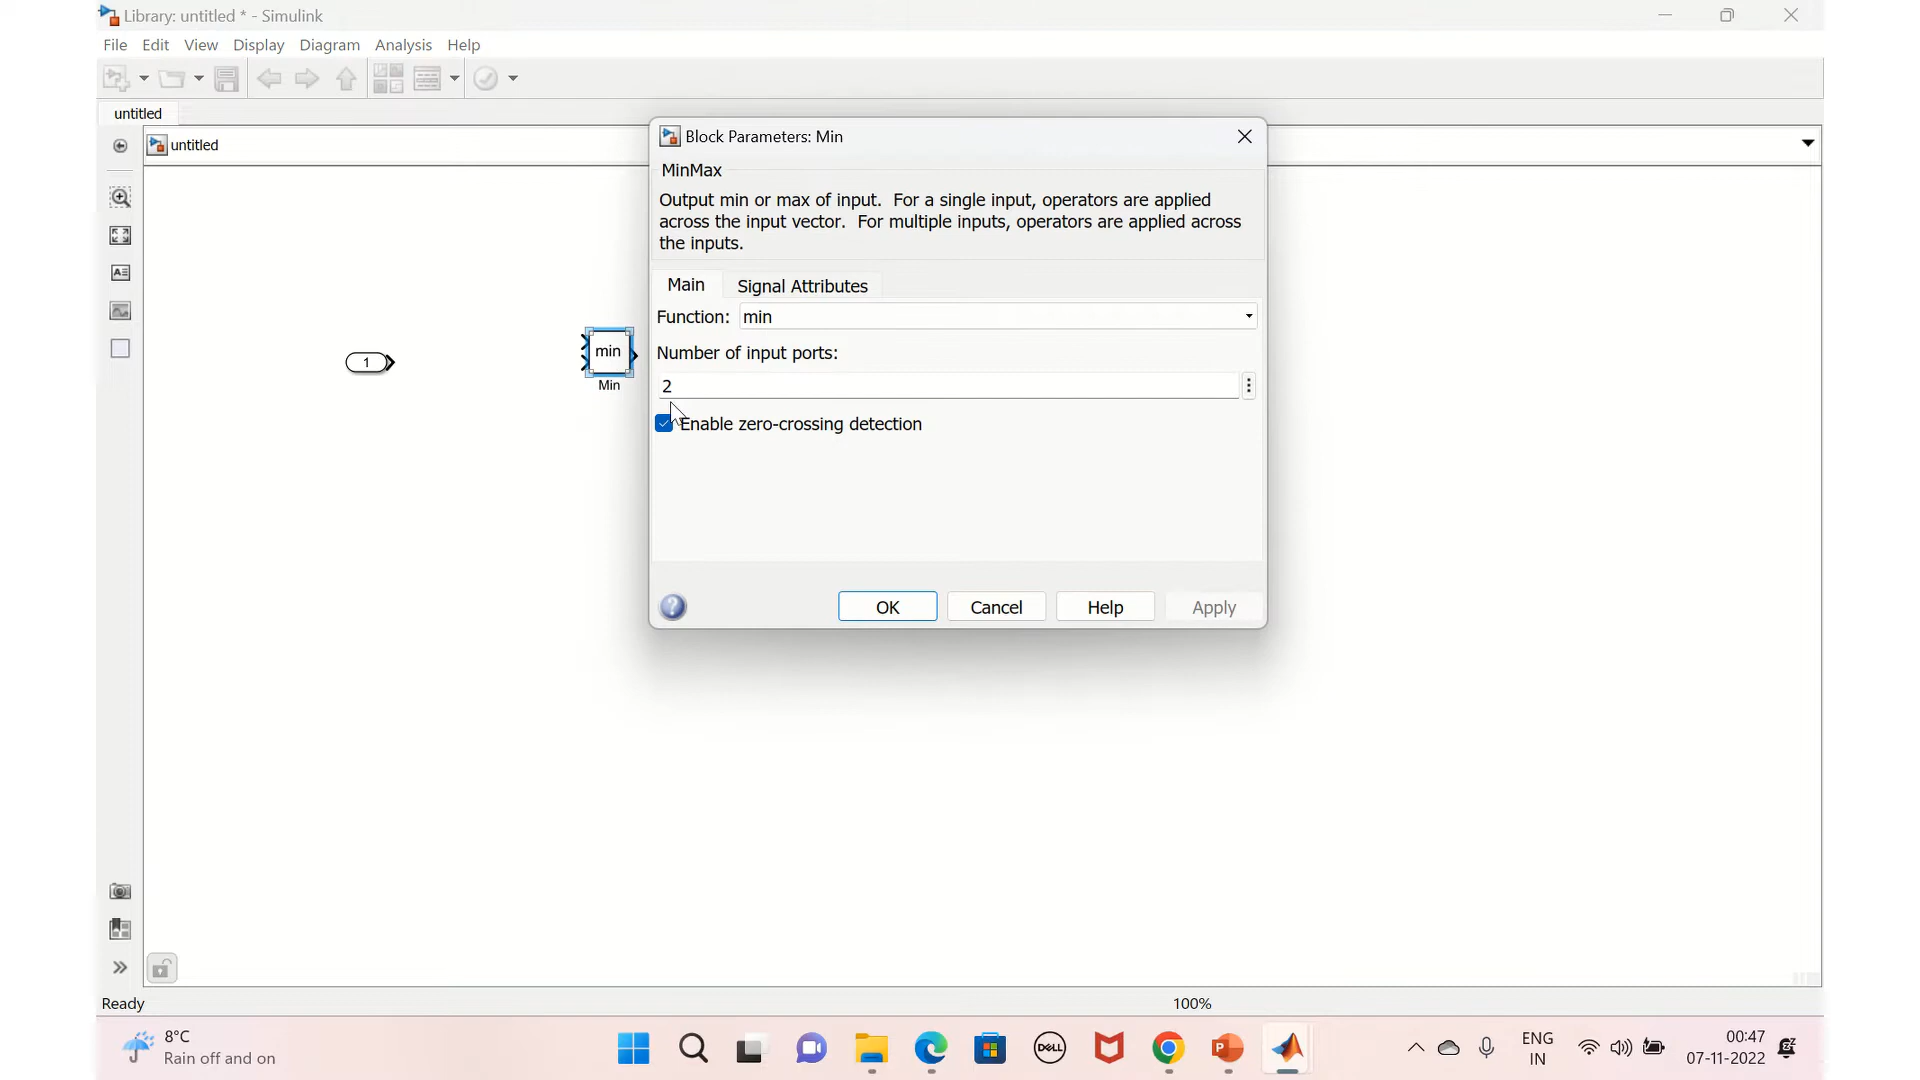 Library: untitled * - Simulink
File Edit View Display Diagram Analysis Help
untitled
untitled
Block Parameters: Min
MinMax
Output min or max of input. For a single input, operators are applied
across the input vector. For multiple inputs, operators are applied across
the inputs.
Main Signal Attributes
Function: min
Number of input ports:
2
Enable zero-crossing detection
OK Cancel Help Apply
1
min
Min
Ready
100%
8°C
Rain off and on
DELL
ENG
IN
00:47
07-11-2022